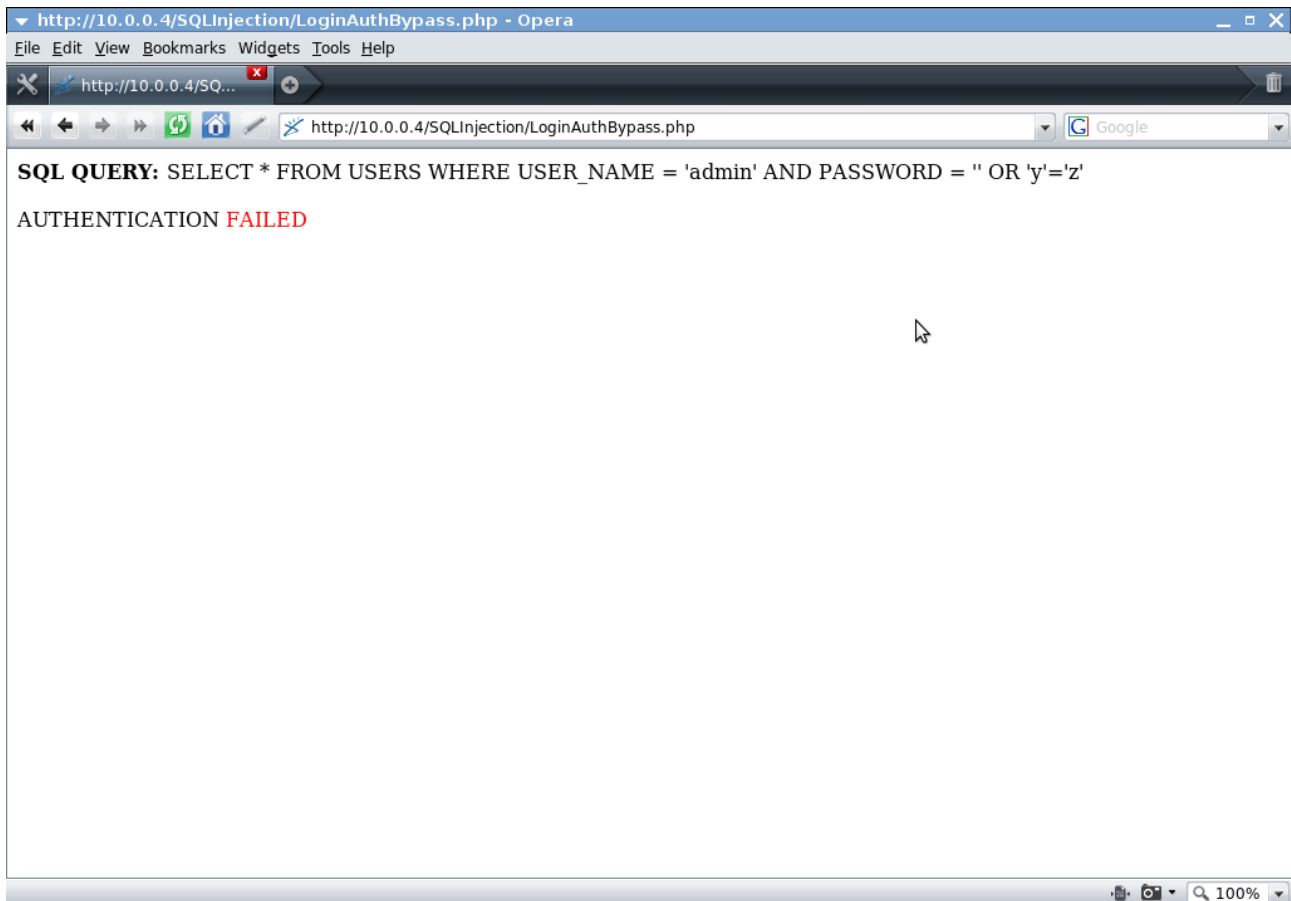 http://10.0.0.4/SQLInjection/LoginAuthBypass.php - Opera
File Edit View Bookmarks Widgets Tools Help
http://10.0.0.4/SQ...
http://10.0.0.4/SQLInjection/LoginAuthBypass.php
Google
SQL QUERY: SELECT * FROM USERS WHERE USER_NAME = 'admin' AND PASSWORD = '' OR 'y'='z'
AUTHENTICATION FAILED
100%